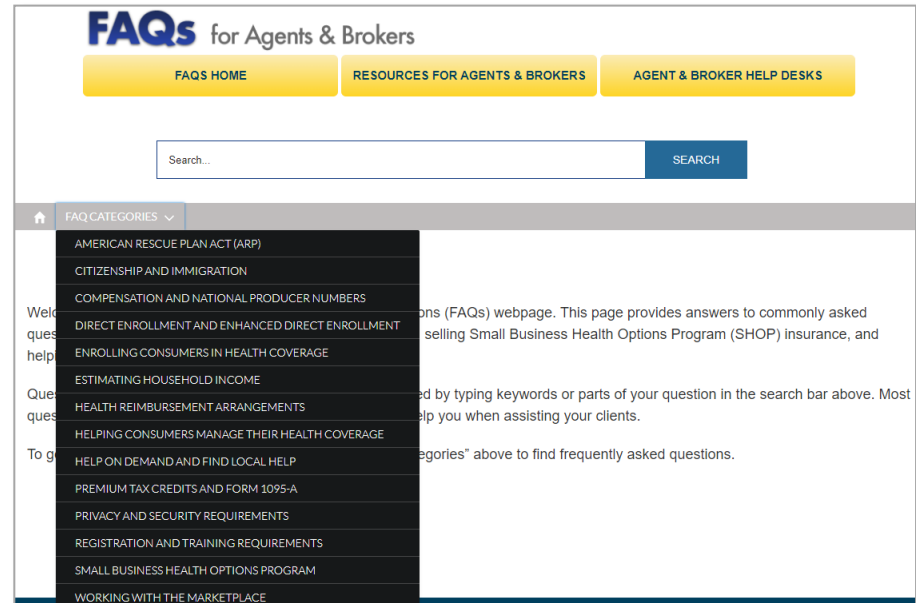 FAQs for Agents & Brokers
FAQS HOME
RESOURCES FOR AGENTS & BROKERS
AGENT & BROKER HELP DESKS
Search...
SEARCH
FAQ CATEGORIES
AMERICAN RESCUE PLAN ACT (ARP)
CITIZENSHIP AND IMMIGRATION
COMPENSATION AND NATIONAL PRODUCER NUMBERS
DIRECT ENROLLMENT AND ENHANCED DIRECT ENROLLMENT
ENROLLING CONSUMERS IN HEALTH COVERAGE
ESTIMATING HOUSEHOLD INCOME
HEALTH REIMBURSEMENT ARRANGEMENTS
HELPING CONSUMERS MANAGE THEIR HEALTH COVERAGE
HELP ON DEMAND AND FIND LOCAL HELP
PREMIUM TAX CREDITS AND FORM 1095-A
PRIVACY AND SECURITY REQUIREMENTS
REGISTRATION AND TRAINING REQUIREMENTS
SMALL BUSINESS HEALTH OPTIONS PROGRAM
WORKING WITH THE MARKETPLACE
(FAQs) webpage. This page provides answers to commonly asked
selling Small Business Health Options Program (SHOP) insurance, and
by typing keywords or parts of your question in the search bar above. Most
you when assisting your clients.
To
above to find frequently asked questions.